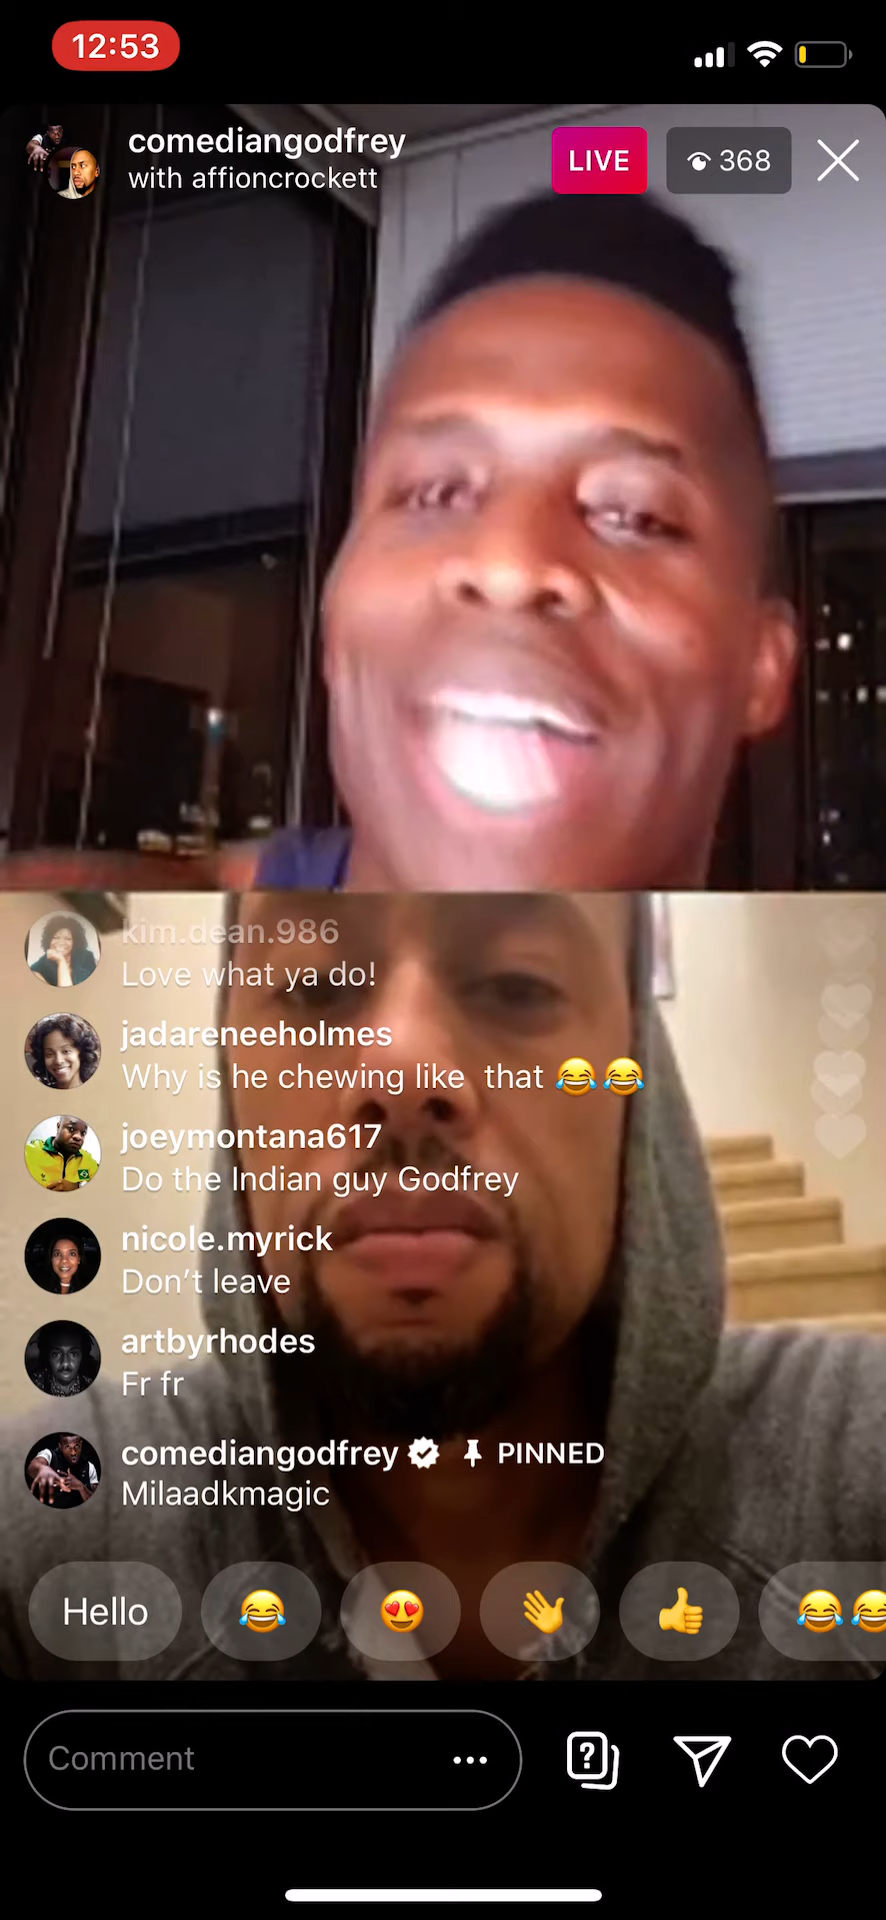 12:53
comediangodfrey
with affioncrockett
LIVE
368
kim.dean.986
Love what ya do!
jadareneeholmes
Why is he chewing like  that 😂😂
joeymontana617
Do the Indian guy Godfrey
nicole.myrick
Don’t leave
artbyrhodes
Fr fr
comediangodfrey PINNED
Milaadkmagic
Hello 😂 😍 👋 👍 😂😂
Comment
?